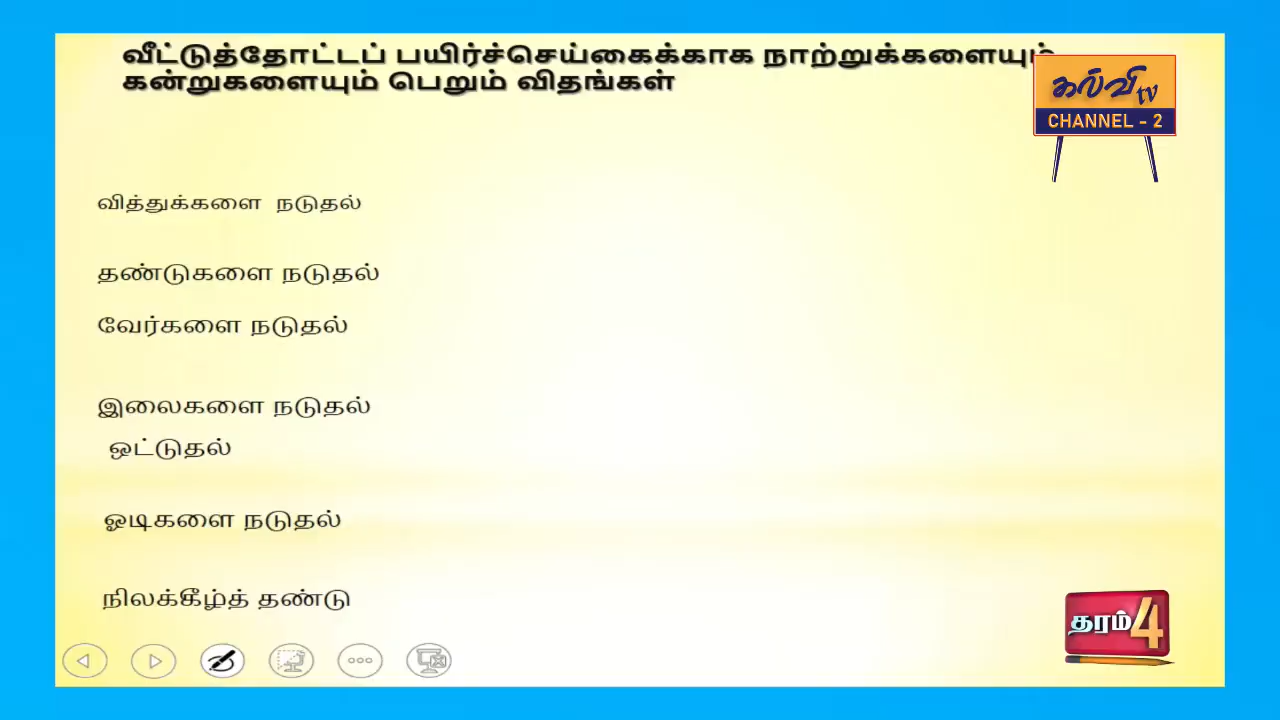 வீட்டுத்தோட்டப் பயிர்ச்செய்கைக்காக நாற்றுக்களையும்
கன்றுகளையும் பெறும் விதங்கள்
கல்வி tv
CHANNEL - 2
வித்துக்களை நடுதல்
தண்டுகளை நடுதல்
வேர்களை நடுதல்
இலைகளை நடுதல்
ஒட்டுதல்
ஓடிகளை நடுதல்
நிலக்கீழ்த் தண்டு
தரம் 4